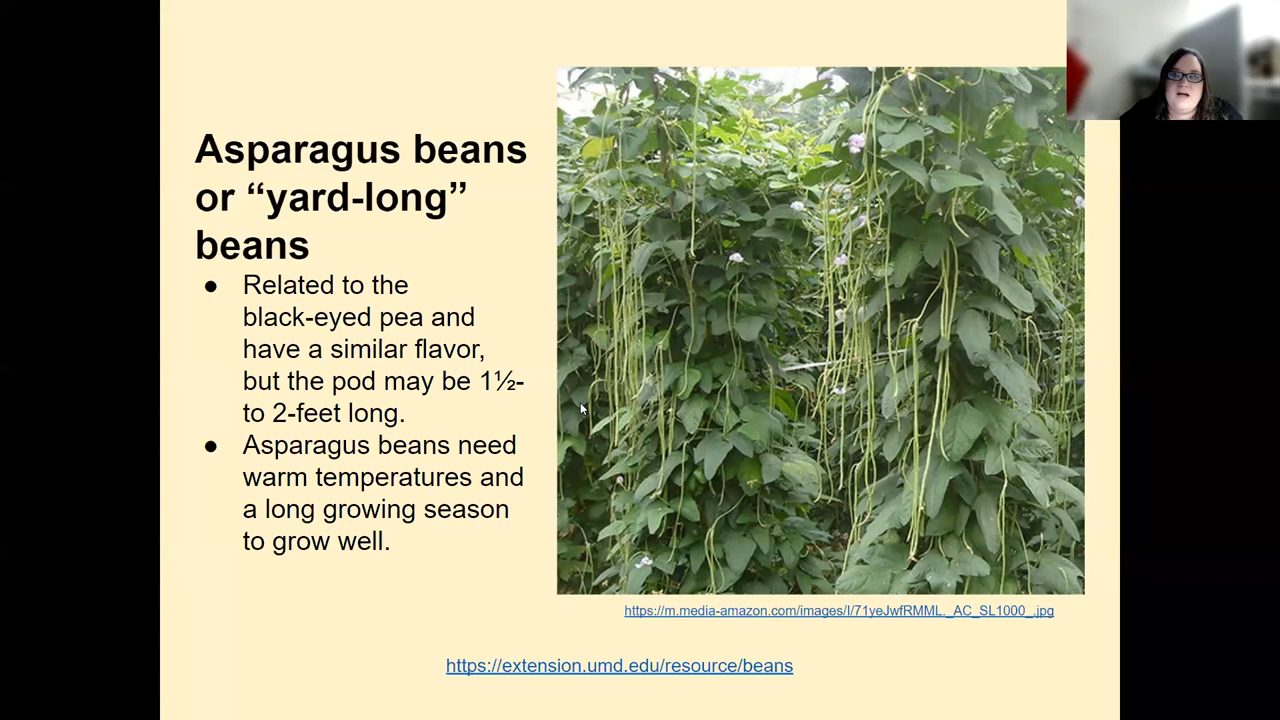 Asparagus beans
or “yard-long”
beans
● Related to the
black-eyed pea and
have a similar flavor,
but the pod may be 1½-
to 2-feet long.
● Asparagus beans need
warm temperatures and
a long growing season
to grow well.
https://m.media-amazon.com/images/I/71yeJwfRMML._AC_SL1000_.jpg
https://extension.umd.edu/resource/beans